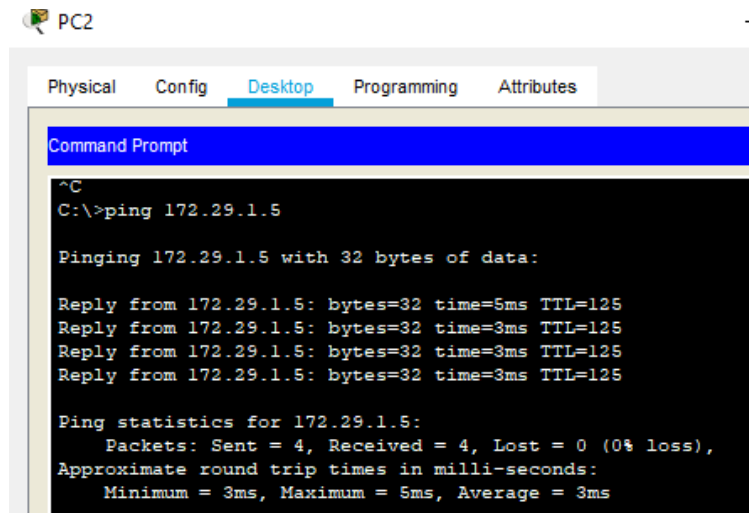 PC2
Physical Config Desktop Programming Attributes
Command Prompt
^C
C:\>ping 172.29.1.5
Pinging 172.29.1.5 with 32 bytes of data:
Reply from 172.29.1.5: bytes=32 time=5ms TTL=125
Reply from 172.29.1.5: bytes=32 time=3ms TTL=125
Reply from 172.29.1.5: bytes=32 time=3ms TTL=125
Reply from 172.29.1.5: bytes=32 time=3ms TTL=125
Ping statistics for 172.29.1.5:
Packets: Sent = 4, Received = 4, Lost = 0 (0% loss),
Approximate round trip times in milli-seconds:
Minimum = 3ms, Maximum = 5ms, Average = 3ms